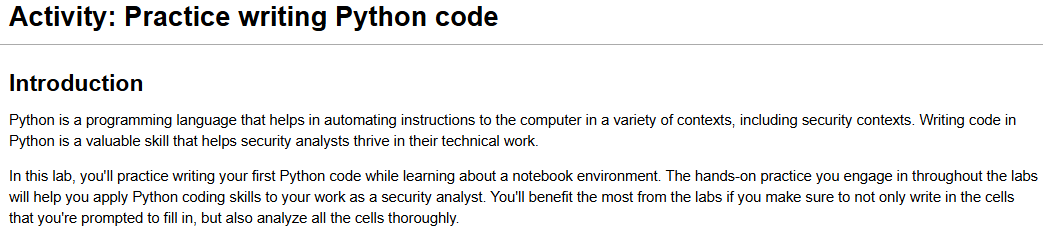 Activity: Practice writing Python code
Introduction
Python is a programming language that helps in automating instructions to the computer in a variety of contexts, including security contexts. Writing code in
Python is a valuable skill that helps security analysts thrive in their technical work.
In this lab, you'll practice writing your first Python code while learning about a notebook environment. The hands-on practice you engage in throughout the labs
will help you apply Python coding skills to your work as a security analyst. You'll benefit the most from the labs if you make sure to not only write in the cells
that you're prompted to fill in, but also analyze all the cells thoroughly.